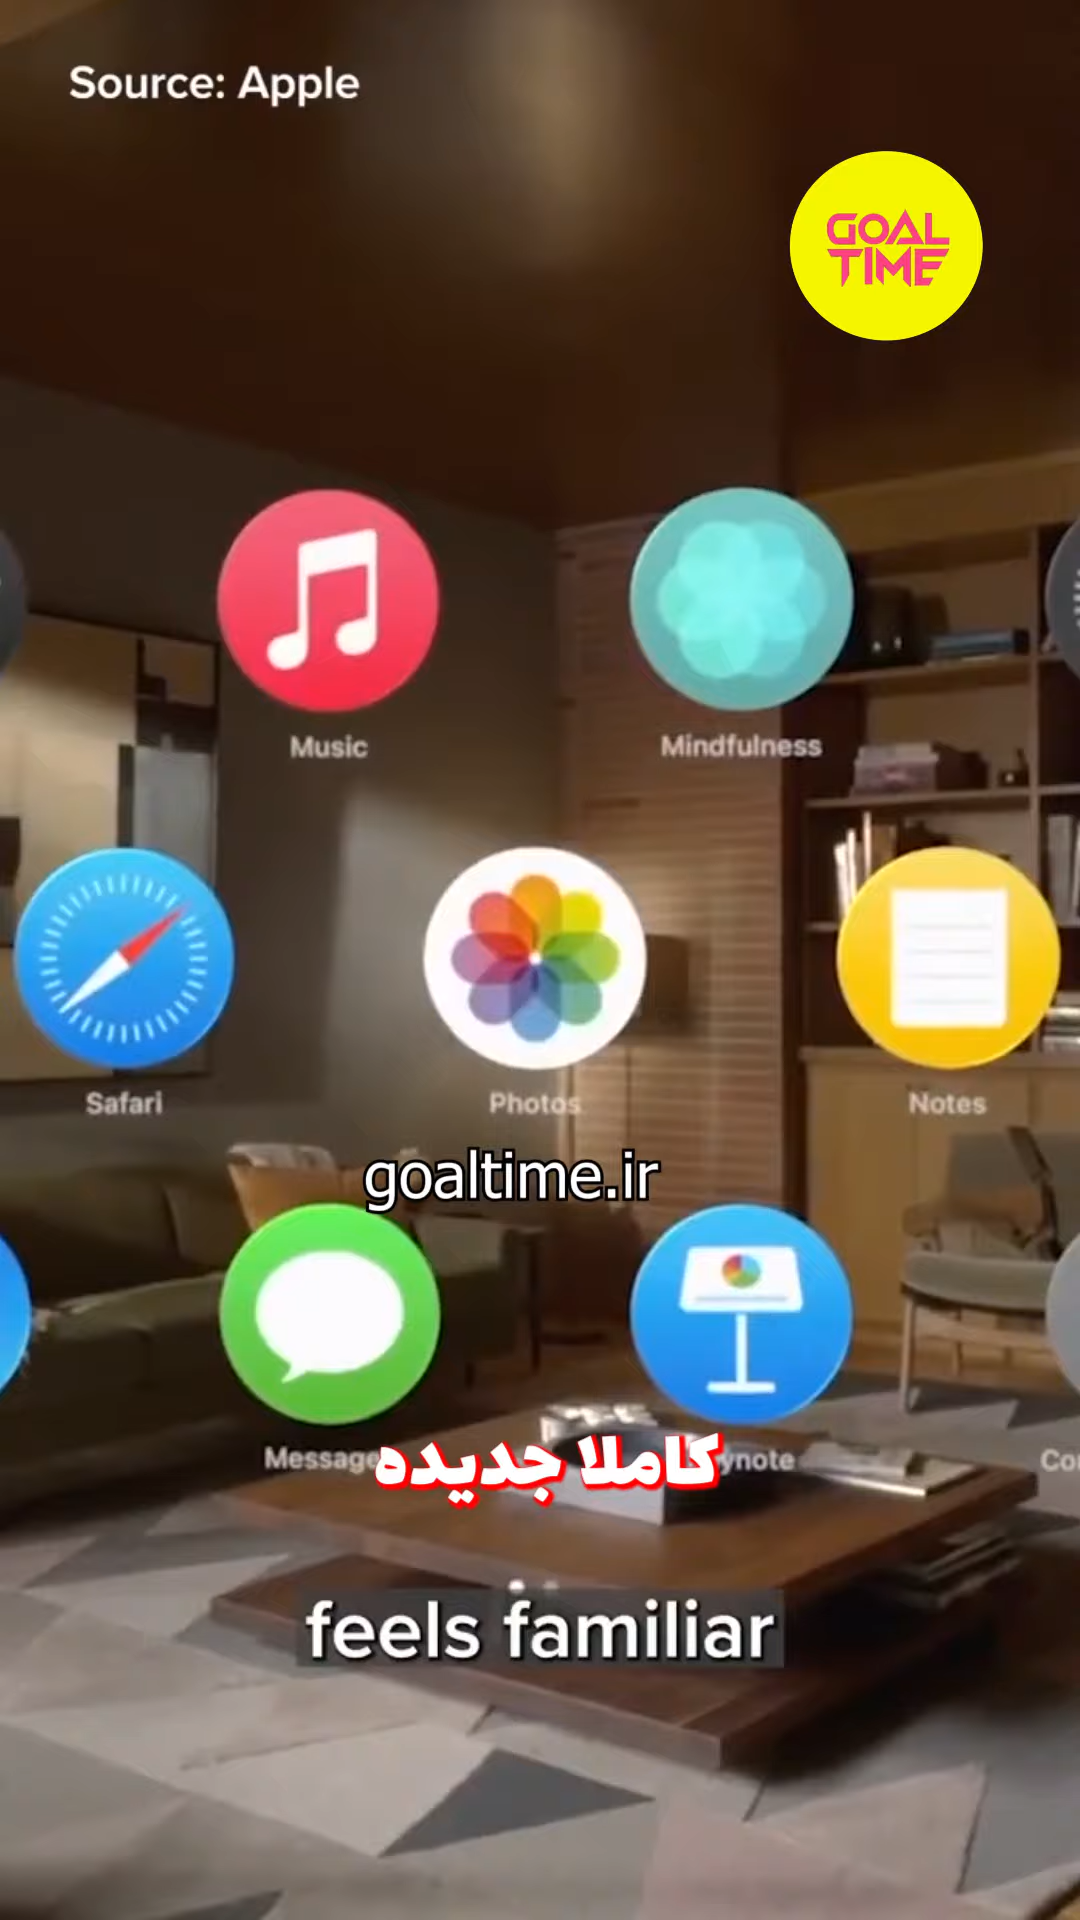 Source: Apple
GOAL
TIME
Music
Mindfulness
Safari
Photos
Notes
goaltime.ir
کاملا جدیده
feels familiar